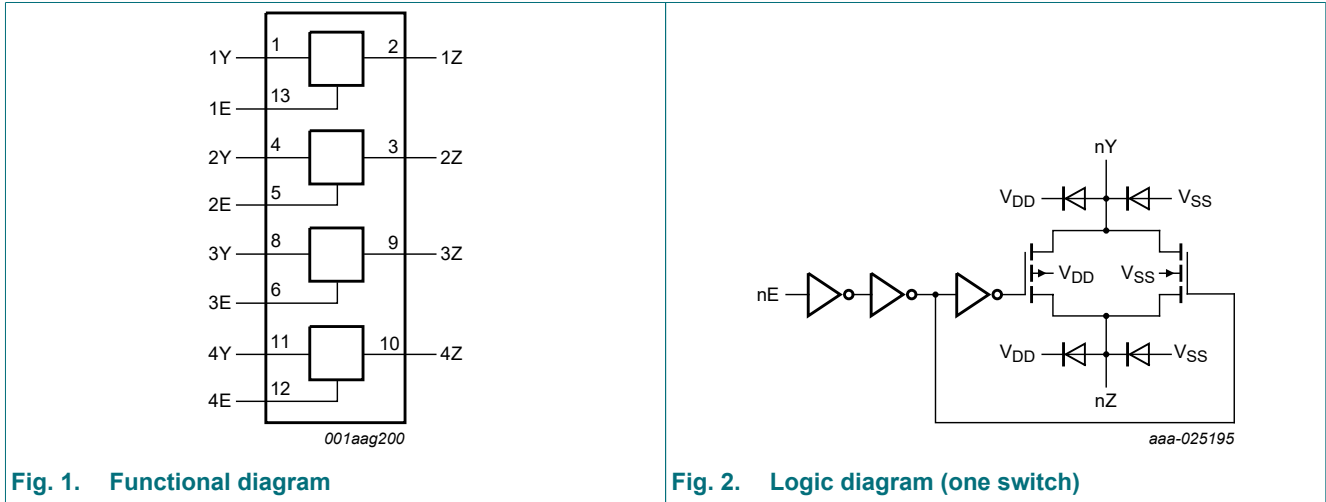 1Y 1 2 1Z
1E 13
2Y 4 3 2Z
2E 5
3Y 8 9 3Z
3E 6
4Y 11 10 4Z
4E 12
001aag200
Fig. 1. Functional diagram
nY
VDD VSS
VDD VSS
nE
VDD VSS
nZ
aaa-025195
Fig. 2. Logic diagram (one switch)